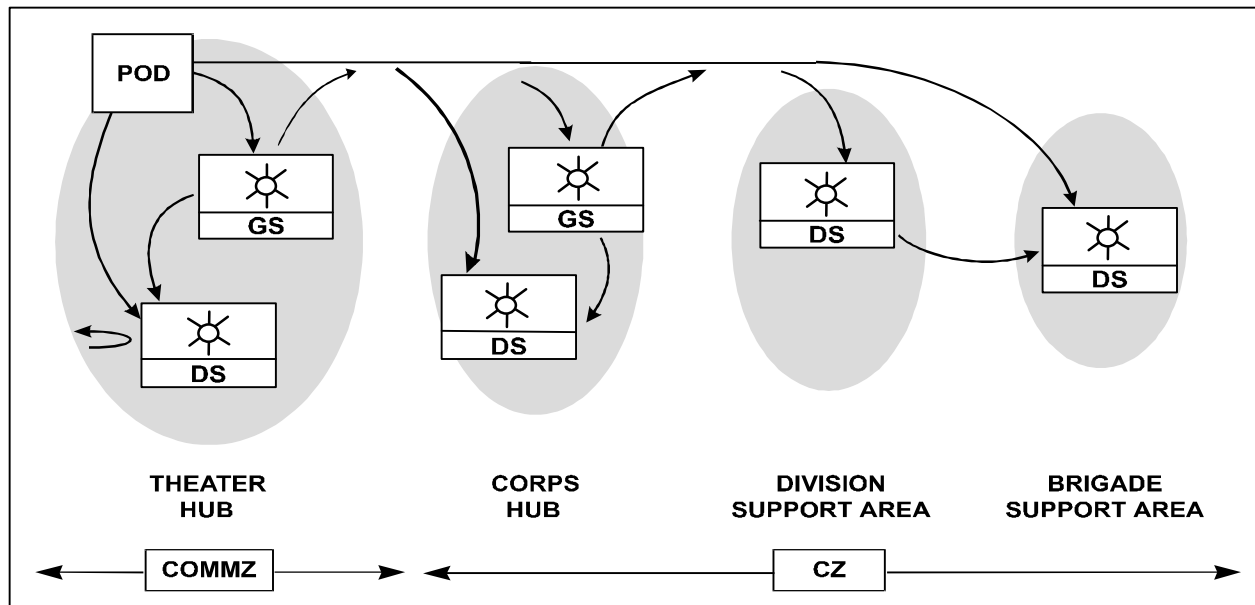 POD
GS
DS
GS
DS
DS
DS
THEATER
HUB
CORPS
HUB
DIVISION
SUPPORT AREA
BRIGADE
SUPPORT AREA
COMMZ
CZ